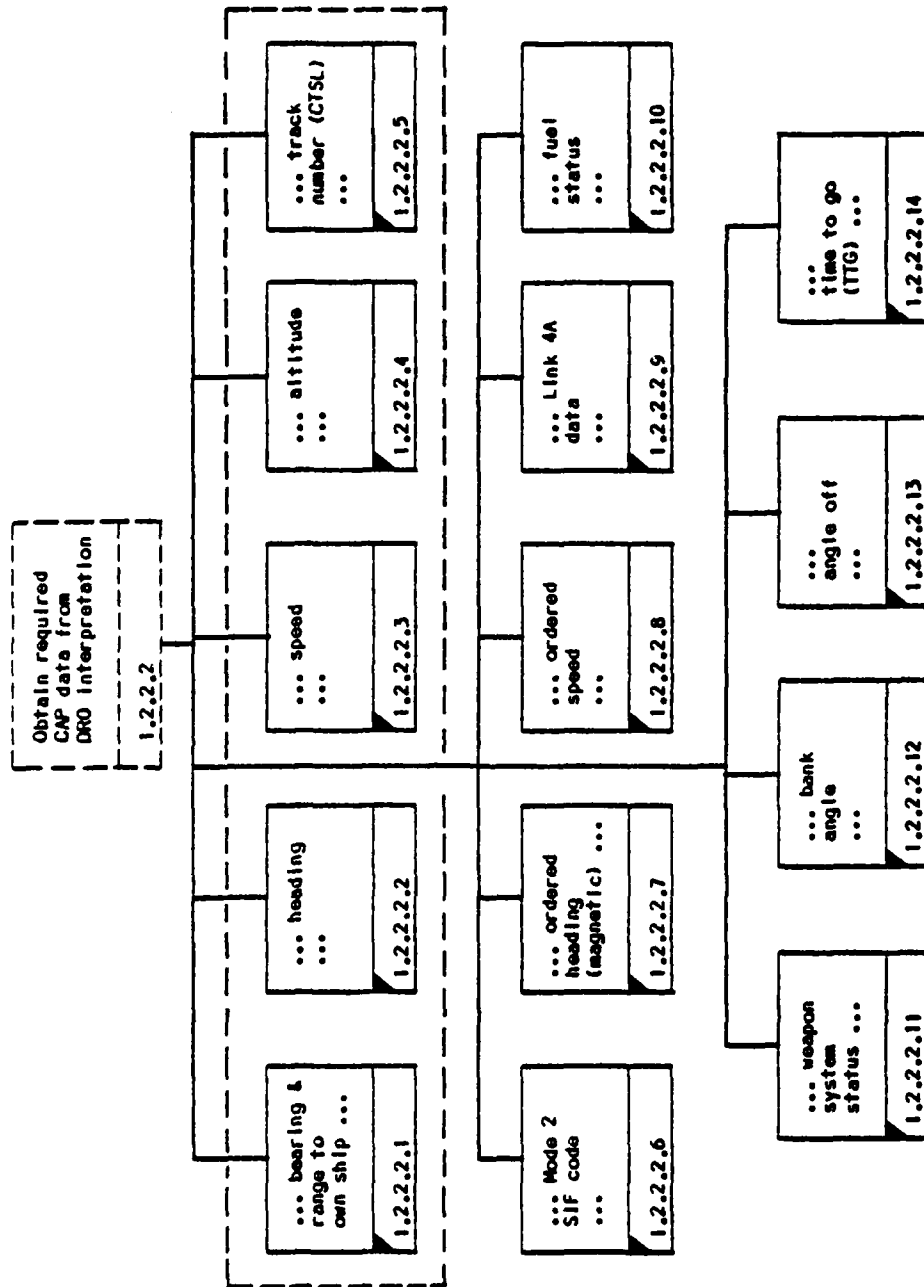 Obtain required
CAP data from
DRO interpretation
1.2.2.2
... bearing &
range to
own ship ...
1.2.2.2.1
... heading
...
1.2.2.2.2
... speed
...
1.2.2.2.3
... altitude
...
1.2.2.2.4
... track
number (CTSL)
...
1.2.2.2.5
... Mode 2
SIF code
...
1.2.2.2.6
... ordered
heading
(magnetic) ...
1.2.2.2.7
... ordered
speed
...
1.2.2.2.8
... Link 4A
data
...
1.2.2.2.9
... fuel
status
...
1.2.2.2.10
... weapon
system
status ...
1.2.2.2.11
... bank
angle
...
1.2.2.2.12
...
angle off
...
1.2.2.2.13
...
time to go
(TTG) ...
1.2.2.2.14